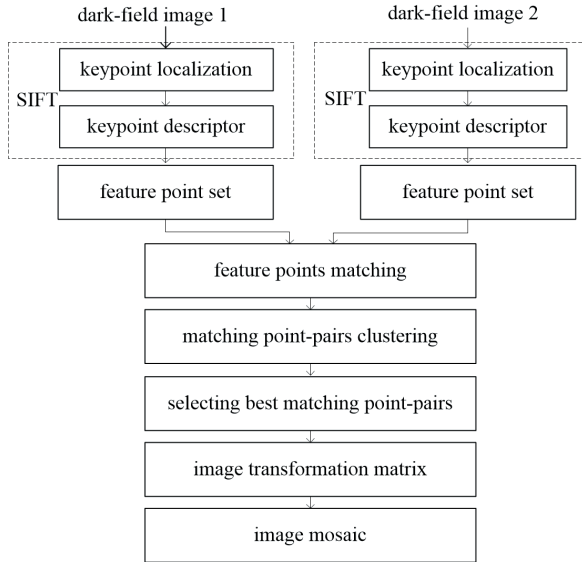 dark-field image 1
dark-field image 2
SIFT
keypoint localization
keypoint descriptor
SIFT
keypoint localization
keypoint descriptor
feature point set
feature point set
feature points matching
matching point-pairs clustering
selecting best matching point-pairs
image transformation matrix
image mosaic